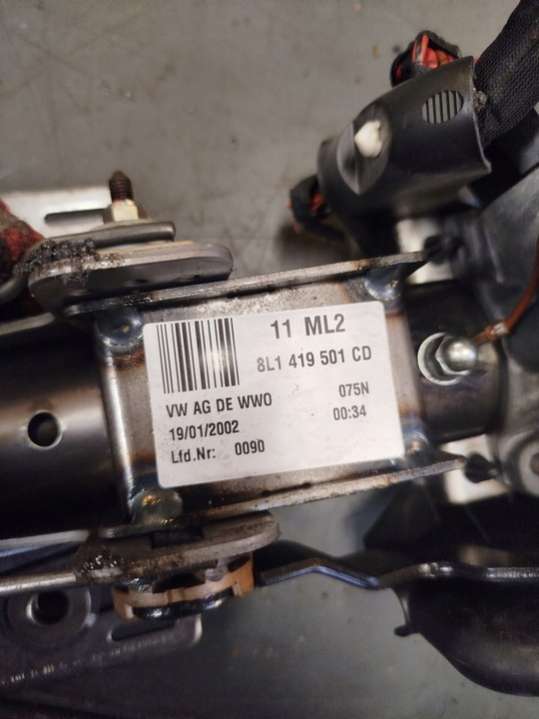 11 ML2
8L1 419 501 CD
VW AG DE WWO 075N
19/01/2002 00:34
Lfd.Nr: 0090